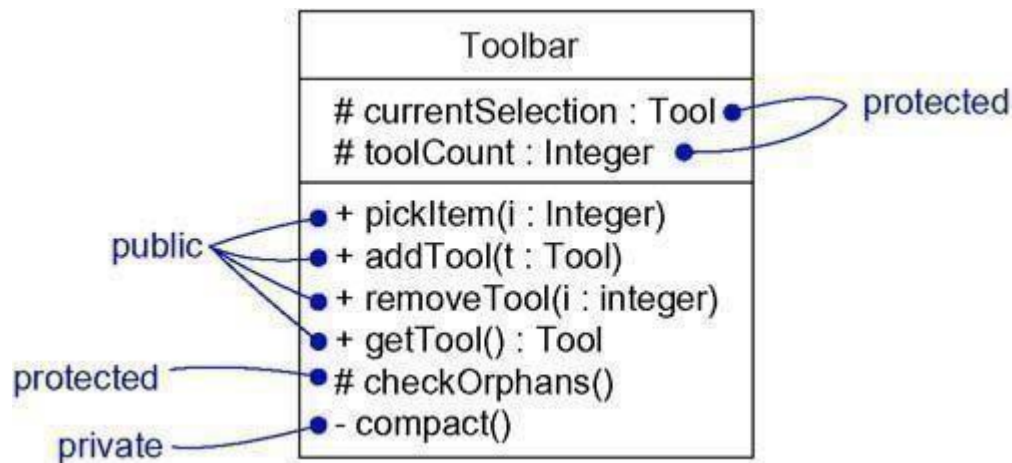 Toolbar
# currentSelection : Tool
protected
# toolCount : Integer
+ pickItem(i : Integer)
public
+ addTool(t : Tool)
+ removeTool(i : integer)
+ getTool() : Tool
protected
# checkOrphans()
- compact()
private